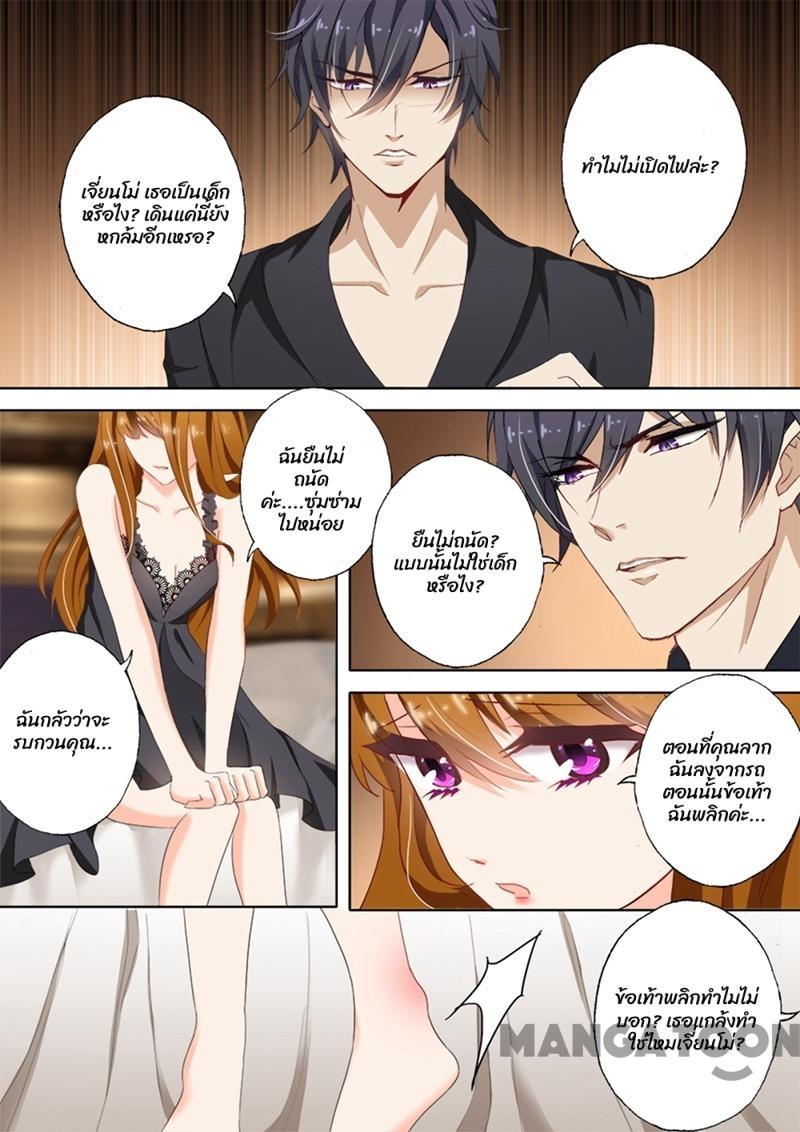 ทำไมไม่เปิดไฟล่ะ?
เจี่ยนโม่ เธอเป็นเด็ก
หรือไง? เดินแค่นี้ยัง
หกล้มอีกเหรอ?
ฉันยืนไม่
ถนัด
ค่ะ....ซุ่มซ่าม
ไปหน่อย
ยืนไม่ถนัด?
แบบนั้นไม่ใช่เด็ก
หรือไง?
ฉันกลัวว่าจะ
รบกวนคุณ...
ตอนที่คุณลาก
ฉันลงจากรถ
ตอนนั้นข้อเท้า
ฉันพลิกค่ะ...
ข้อเท้าพลิกทำไมไม่
บอก? เธอแกล้งทำ
ใช่ไหมเจี่ยนโม่?
MANGATOON